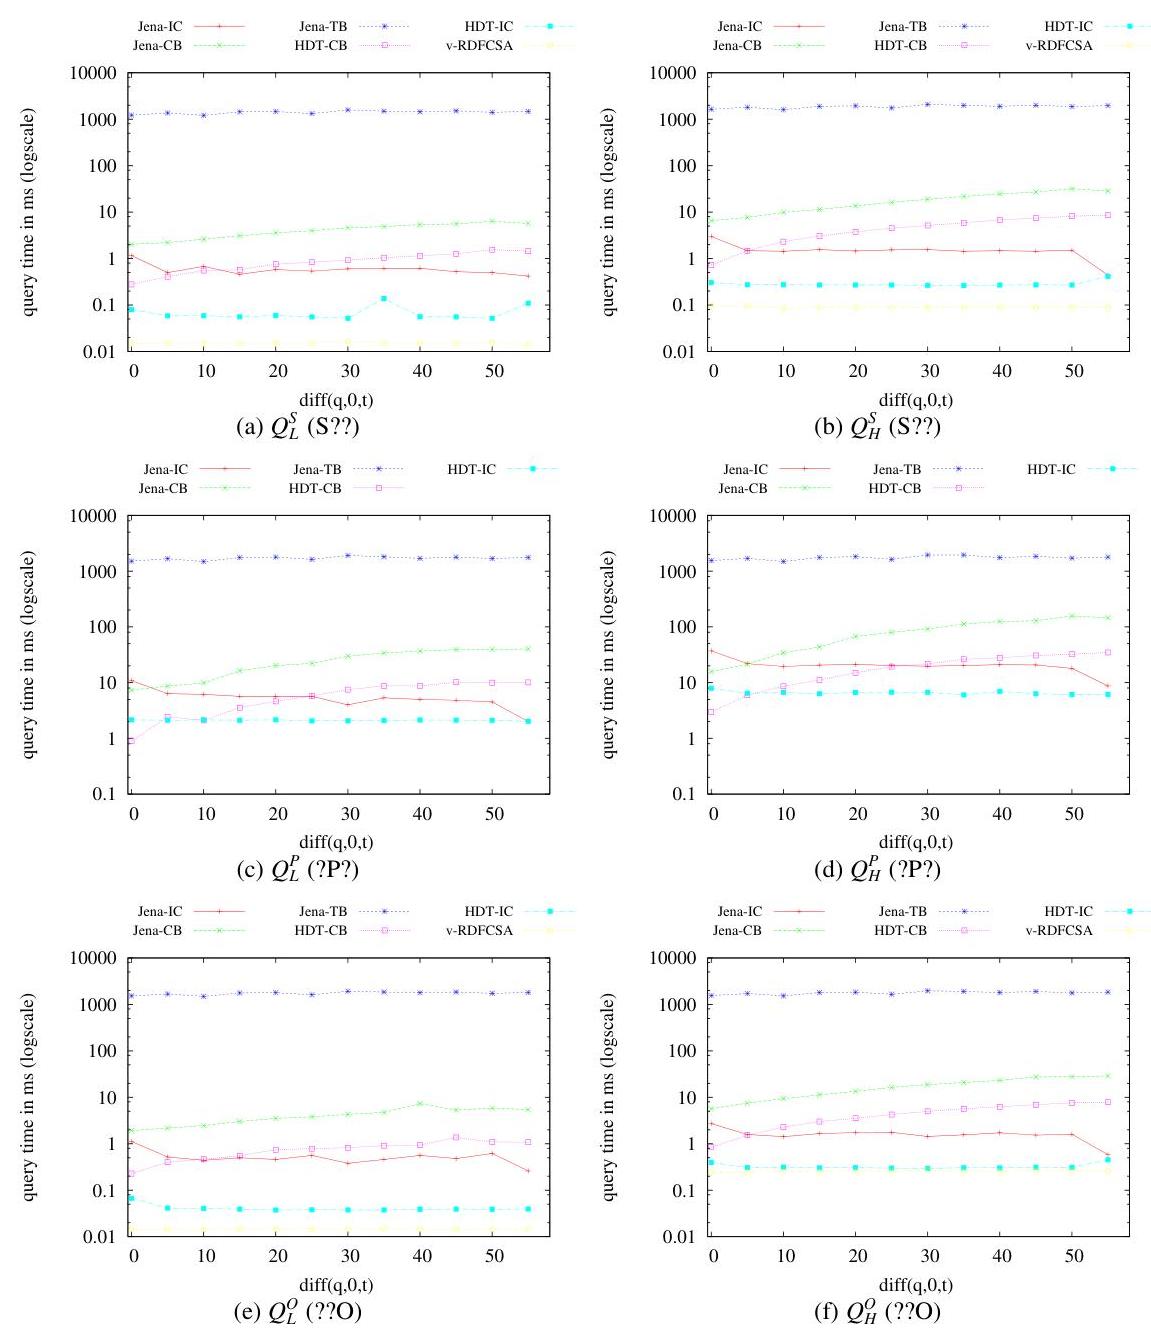 Jena-IC Jena-TB HDT-IC
Jena-CB HDT-CB v-RDFCSA
query time in ms (logscale)
10000
1000
100
10
1
0.1
0.01
0 10 20 30 40 50
diff(q,0,t)
(a) Q_L^S (S??)
Jena-IC Jena-TB HDT-IC
Jena-CB HDT-CB v-RDFCSA
query time in ms (logscale)
10000
1000
100
10
1
0.1
0.01
0 10 20 30 40 50
diff(q,0,t)
(b) Q_H^S (S??)
Jena-IC Jena-TB HDT-IC
Jena-CB HDT-CB
query time in ms (logscale)
10000
1000
100
10
1
0.1
0 10 20 30 40 50
diff(q,0,t)
(c) Q_L^P (?P?)
Jena-IC Jena-TB HDT-IC
Jena-CB HDT-CB
query time in ms (logscale)
10000
1000
100
10
1
0.1
0 10 20 30 40 50
diff(q,0,t)
(d) Q_H^P (?P?)
Jena-IC Jena-TB HDT-IC
Jena-CB HDT-CB v-RDFCSA
query time in ms (logscale)
10000
1000
100
10
1
0.1
0.01
0 10 20 30 40 50
diff(q,0,t)
(e) Q_L^O (??O)
Jena-IC Jena-TB HDT-IC
Jena-CB HDT-CB v-RDFCSA
query time in ms (logscale)
10000
1000
100
10
1
0.1
0.01
0 10 20 30 40 50
diff(q,0,t)
(f) Q_H^O (??O)